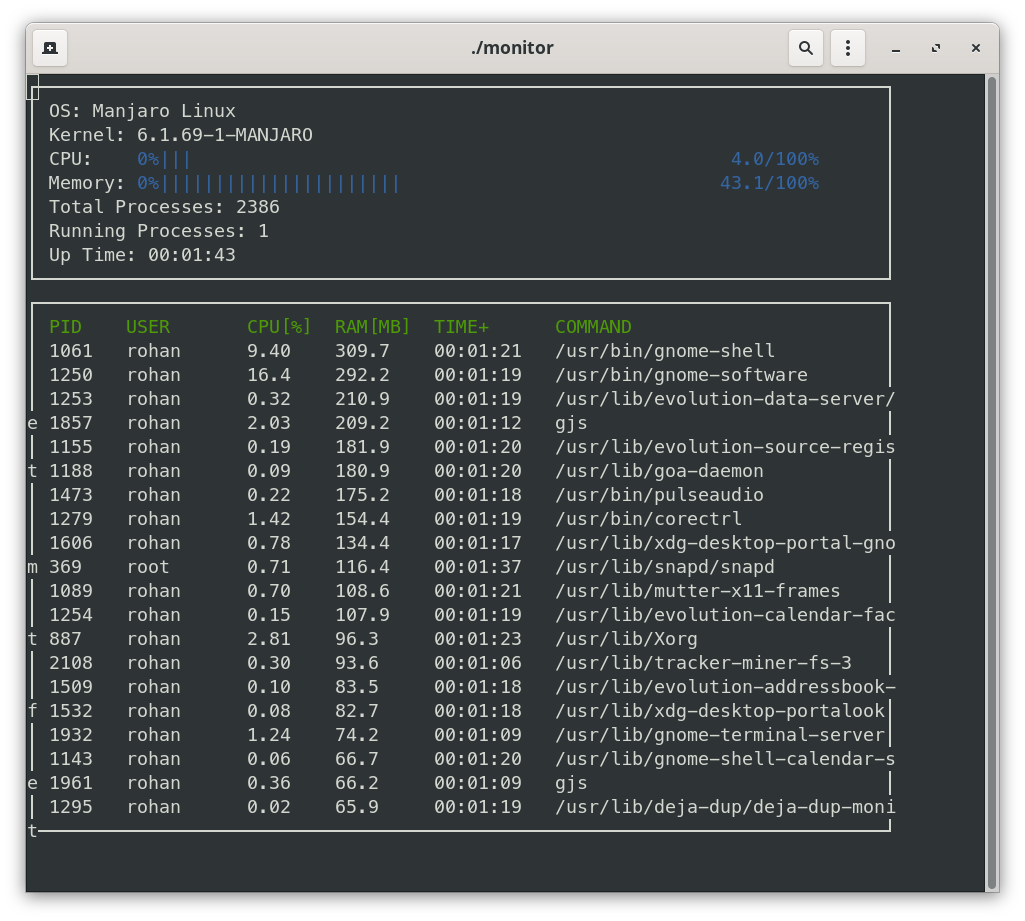 ./monitor
OS: Manjaro Linux
Kernel: 6.1.69-1-MANJARO
CPU: 0%||| 4.0/100%
Memory: 0%|||||||||||||||||||||| 43.1/100%
Total Processes: 2386
Running Processes: 1
Up Time: 00:01:43
PID USER CPU[%] RAM[MB] TIME+ COMMAND
1061 rohan 9.40 309.7 00:01:21 /usr/bin/gnome-shell
1250 rohan 16.4 292.2 00:01:19 /usr/bin/gnome-software
1253 rohan 0.32 210.9 00:01:19 /usr/lib/evolution-data-server/
e 1857 rohan 2.03 209.2 00:01:12 gjs
1155 rohan 0.19 181.9 00:01:20 /usr/lib/evolution-source-regis
t 1188 rohan 0.09 180.9 00:01:20 /usr/lib/goa-daemon
1473 rohan 0.22 175.2 00:01:18 /usr/bin/pulseaudio
1279 rohan 1.42 154.4 00:01:19 /usr/bin/corectrl
1606 rohan 0.78 134.4 00:01:17 /usr/lib/xdg-desktop-portal-gno
m 369 root 0.71 116.4 00:01:37 /usr/lib/snapd/snapd
1089 rohan 0.70 108.6 00:01:21 /usr/lib/mutter-x11-frames
1254 rohan 0.15 107.9 00:01:19 /usr/lib/evolution-calendar-fac
t 887 rohan 2.81 96.3 00:01:23 /usr/lib/Xorg
2108 rohan 0.30 93.6 00:01:06 /usr/lib/tracker-miner-fs-3
1509 rohan 0.10 83.5 00:01:18 /usr/lib/evolution-addressbook-
f 1532 rohan 0.08 82.7 00:01:18 /usr/lib/xdg-desktop-portalook
1932 rohan 1.24 74.2 00:01:09 /usr/lib/gnome-terminal-server
1143 rohan 0.06 66.7 00:01:20 /usr/lib/gnome-shell-calendar-s
e 1961 rohan 0.36 66.2 00:01:09 gjs
1295 rohan 0.02 65.9 00:01:19 /usr/lib/deja-dup/deja-dup-moni
t